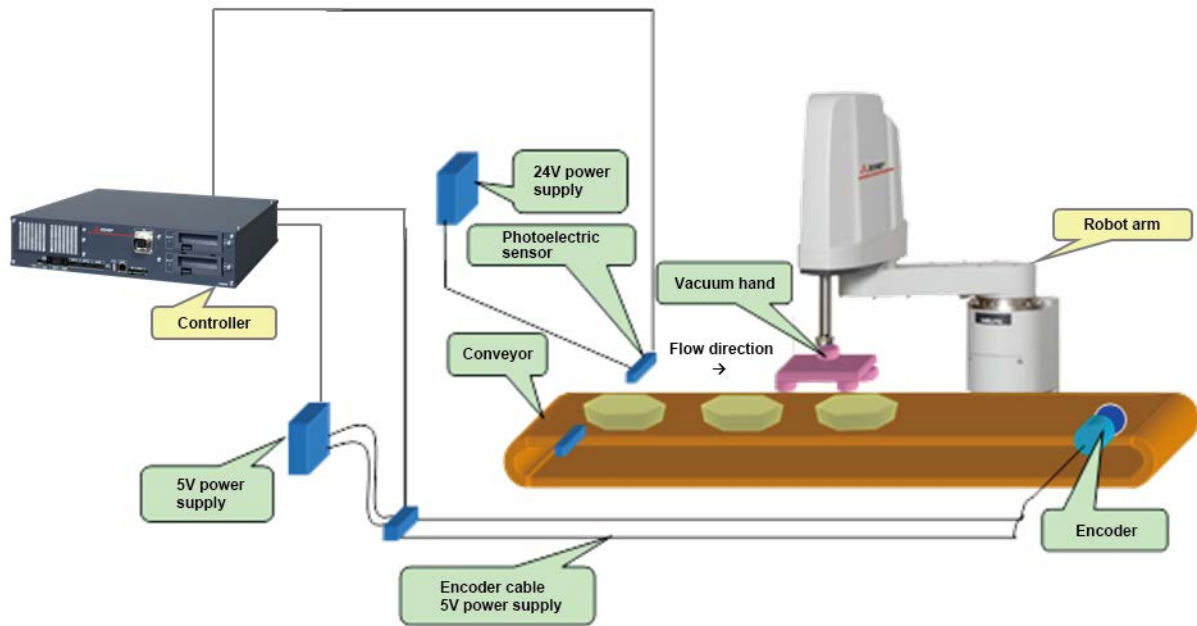 24V power
supply
Photoelectric
sensor
Robot arm
Vacuum hand
Controller
Conveyor
Flow direction
→
5V power
supply
Encoder
Encoder cable
5V power supply